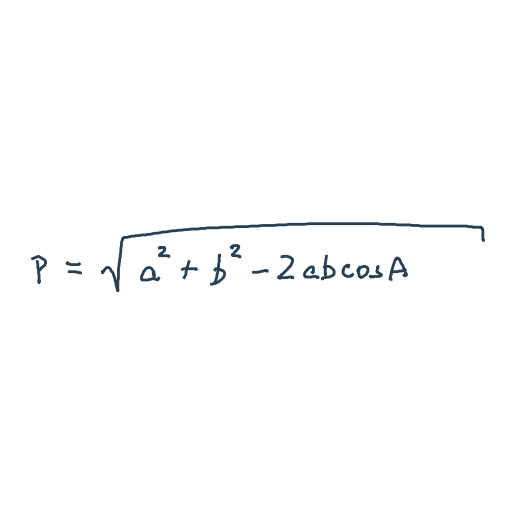 P = √(a² + b² - 2abcosA)